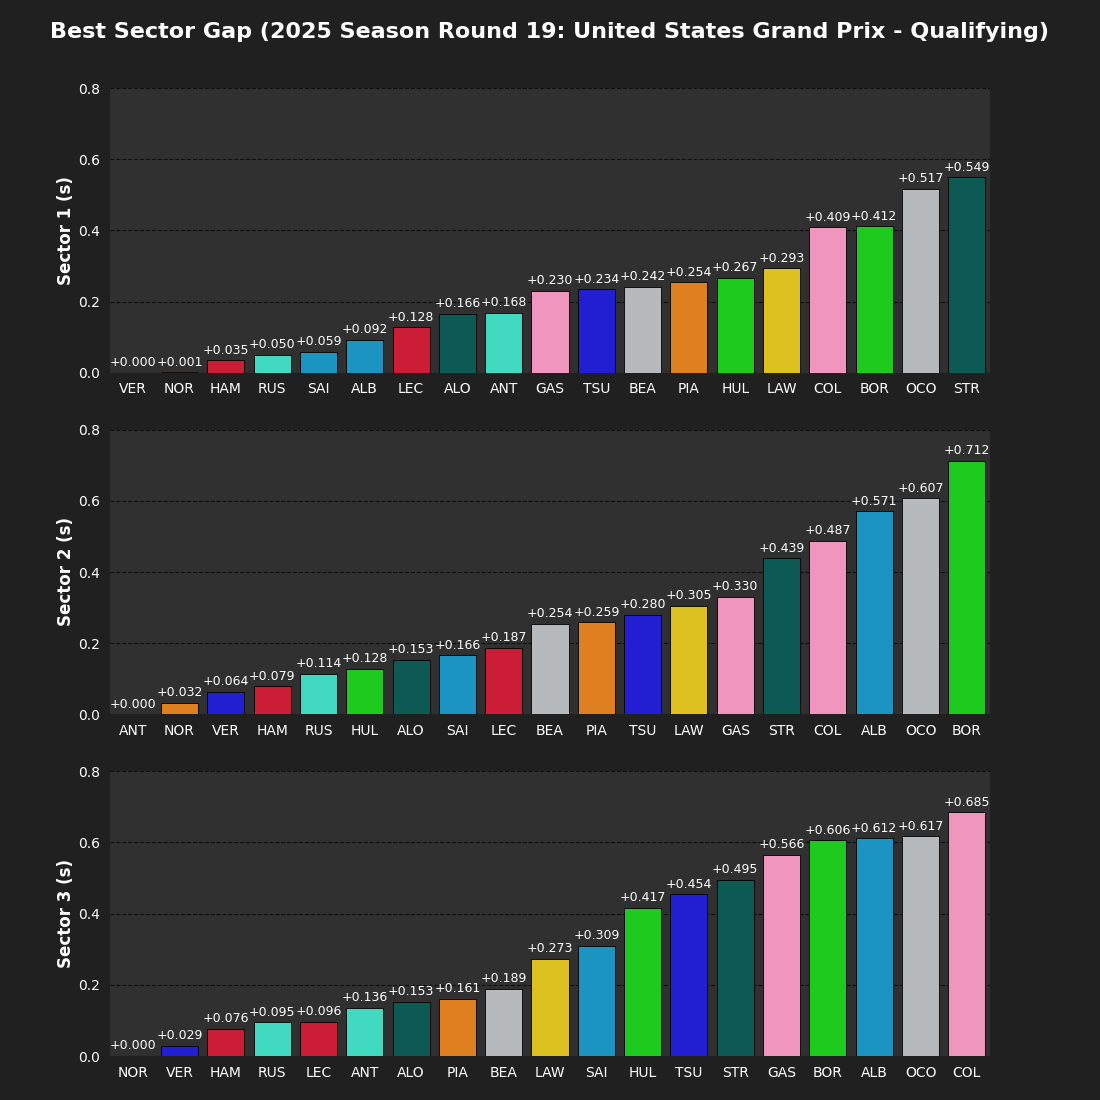 Best Sector Gap (2025 Season Round 19: United States Grand Prix - Qualifying)
Sector 1 (s)
0.8
0.6
0.4
0.2
0.0
+0.000 +0.001 +0.035 +0.050 +0.059 +0.092 +0.128 +0.166 +0.168 +0.230 +0.234 +0.242 +0.254 +0.267 +0.293 +0.409 +0.412 +0.517 +0.549
VER NOR HAM RUS SAI ALB LEC ALO ANT GAS TSU BEA PIA HUL LAW COL BOR OCO STR
Sector 2 (s)
0.8
0.6
0.4
0.2
0.0
+0.000 +0.032 +0.064 +0.079 +0.114 +0.128 +0.153 +0.166 +0.187 +0.254 +0.259 +0.280 +0.305 +0.330 +0.439 +0.487 +0.571 +0.607 +0.712
ANT NOR VER HAM RUS HUL ALO SAI LEC BEA PIA TSU LAW GAS STR COL ALB OCO BOR
Sector 3 (s)
0.8
0.6
0.4
0.2
0.0
+0.000 +0.029 +0.076 +0.095 +0.096 +0.136 +0.153 +0.161 +0.189 +0.273 +0.309 +0.417 +0.454 +0.495 +0.566 +0.606 +0.612 +0.617 +0.685
NOR VER HAM RUS LEC ANT ALO PIA BEA LAW SAI HUL TSU STR GAS BOR ALB OCO COL